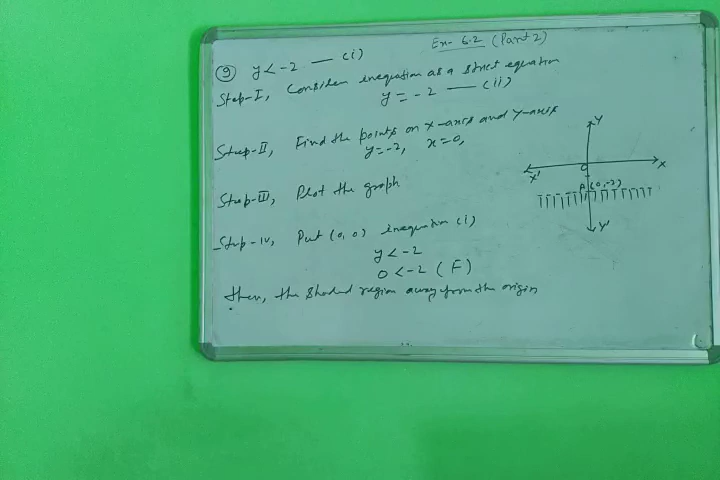 Ex- 6.2 (Part 2)
9 y < -2 — (i)
Step-I, Consider inequation as a strict equation
y = -2 — (ii)
Step-II, Find the points on x-axis and y-axis
y = -2, x = 0,
Step-III, Plot the graph
Step-IV, Put (0, 0) inequation (i)
y < -2
0 < -2 (F)
Then, the shaded region away from the origin
Y
X' O X
A (0, -2)
Y'